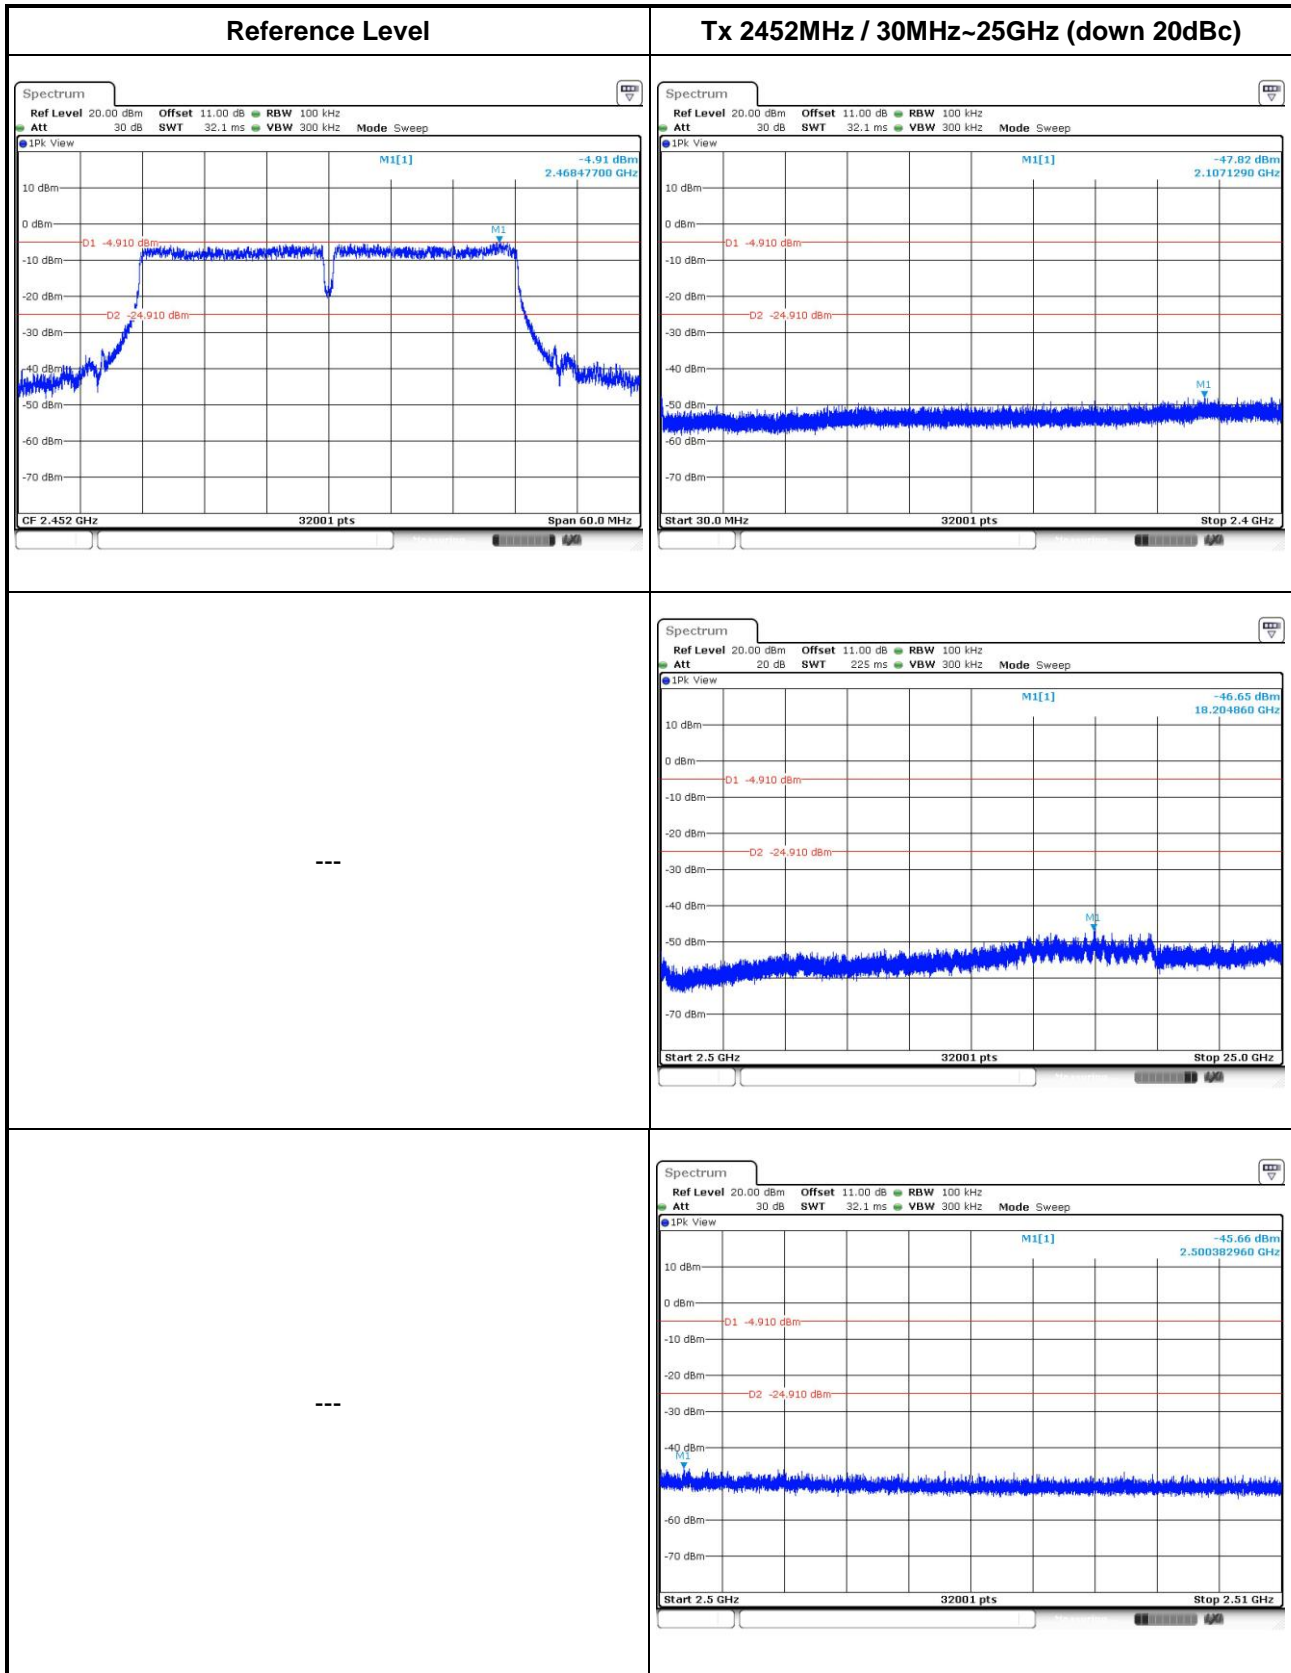 Reference Level
Tx 2452MHz / 30MHz~25GHz (down 20dBc)
Spectrum
Ref Level 20.00 dBm Offset 11.00 dB RBW 100 kHz
Att 30 dB SWT 32.1 ms VBW 300 kHz Mode Sweep
1Pk View
M1[1] -4.91 dBm
2.46847700 GHz
10 dBm
0 dBm
M1
D1 -4.910 dBm
-10 dBm
-20 dBm
D2 -24.910 dBm
-30 dBm
-40 dBm
-50 dBm
-60 dBm
-70 dBm
CF 2.452 GHz 32001 pts Span 60.0 MHz
Spectrum
Ref Level 20.00 dBm Offset 11.00 dB RBW 100 kHz
Att 30 dB SWT 32.1 ms VBW 300 kHz Mode Sweep
1Pk View
M1[1] -47.82 dBm
2.1071290 GHz
10 dBm
0 dBm
D1 -4.910 dBm
-10 dBm
-20 dBm
D2 -24.910 dBm
-30 dBm
-40 dBm
M1
-50 dBm
-60 dBm
-70 dBm
Start 30.0 MHz 32001 pts Stop 2.4 GHz
---
Spectrum
Ref Level 20.00 dBm Offset 11.00 dB RBW 100 kHz
Att 20 dB SWT 225 ms VBW 300 kHz Mode Sweep
1Pk View
M1[1] -46.65 dBm
18.204860 GHz
10 dBm
0 dBm
D1 -4.910 dBm
-10 dBm
-20 dBm
D2 -24.910 dBm
-30 dBm
-40 dBm
M1
-50 dBm
-70 dBm
Start 2.5 GHz 32001 pts Stop 25.0 GHz
---
Spectrum
Ref Level 20.00 dBm Offset 11.00 dB RBW 100 kHz
Att 30 dB SWT 32.1 ms VBW 300 kHz Mode Sweep
1Pk View
M1[1] -45.66 dBm
2.500382960 GHz
10 dBm
0 dBm
D1 -4.910 dBm
-10 dBm
-20 dBm
D2 -24.910 dBm
-30 dBm
-40 dBm
M1
-60 dBm
-70 dBm
Start 2.5 GHz 32001 pts Stop 2.51 GHz